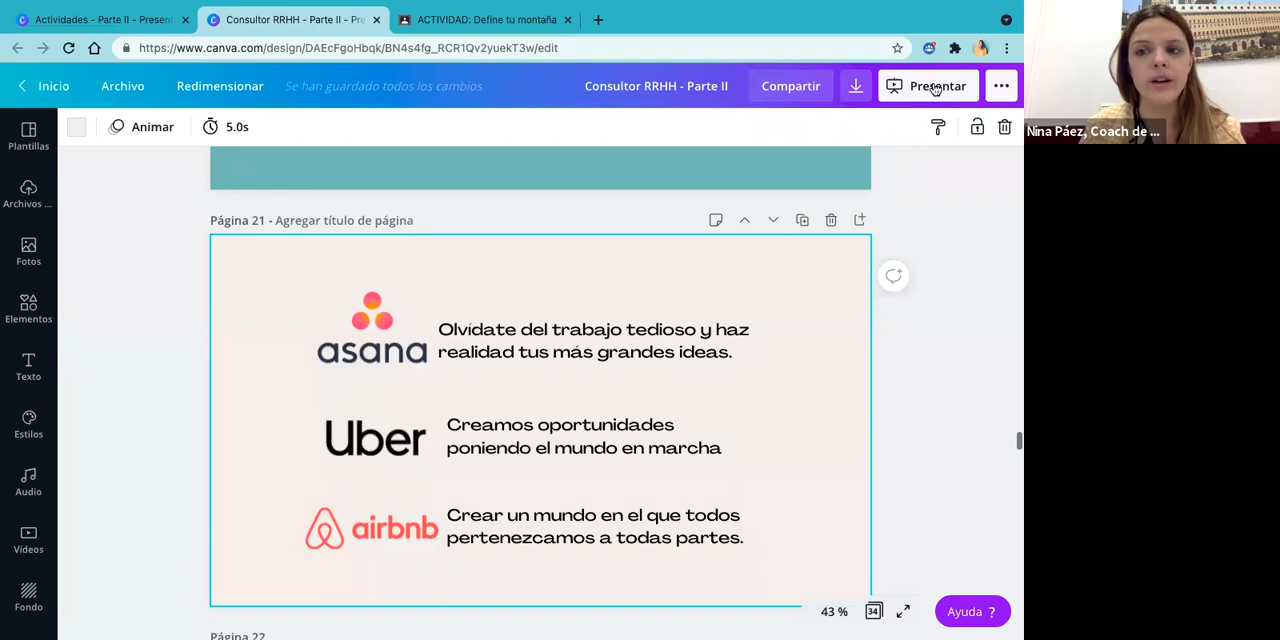 Actividades - Parte II - Present
Consultor RRHH - Parte II - Pre
ACTIVIDAD: Define tu montaña
https://www.canva.com/design/DAEcFgoHbqk/BN4s4fg_RCR1Qv2yuekT3w/edit
Inicio
Archivo
Redimensionar
Se han guardado todos los cambios
Consultor RRHH - Parte II
Compartir
Presentar
Nina Páez, Coach de ...
Animar
5.0s
Plantillas
Archivos ...
Fotos
Elementos
Texto
Estilos
Audio
Vídeos
Fondo
Página 21 - Agregar título de página
asana
Olvídate del trabajo tedioso y haz
realidad tus más grandes ideas.
Uber
Creamos oportunidades
poniendo el mundo en marcha
airbnb
Crear un mundo en el que todos
pertenezcamos a todas partes.
43 %
34
Ayuda ?
Página 22